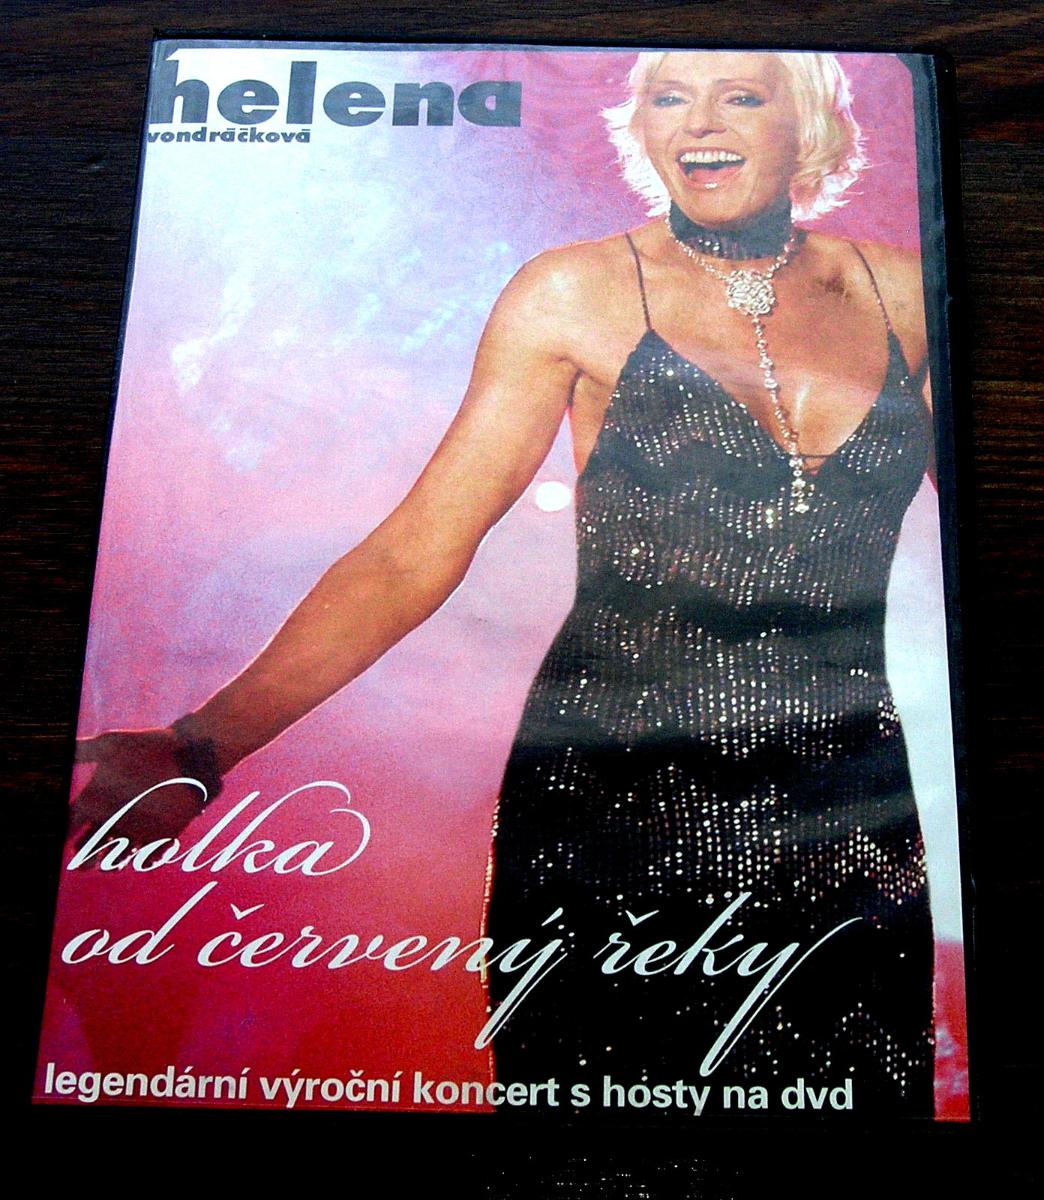 helena
vondráčková
holka
od červený řeky
legendární výroční koncert s hosty na dvd